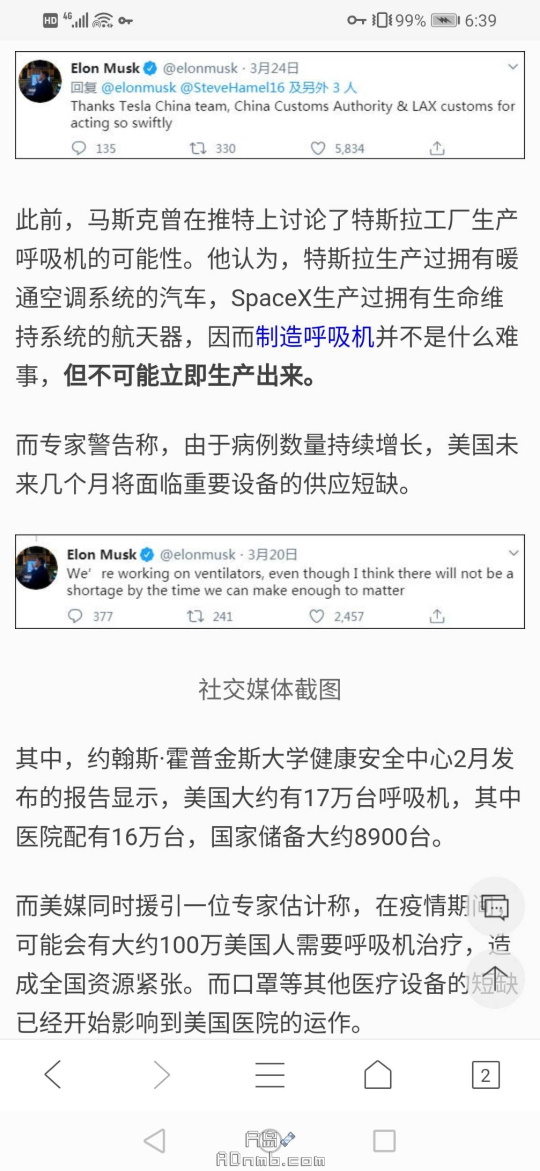 HD 4G 99% 6:39
Elon Musk @elonmusk · 3月24日
回复 @elonmusk @SteveHamel16 及另外 3 人
Thanks Tesla China team, China Customs Authority & LAX customs for
acting so swiftly
135 330 5,834
此前，马斯克曾在推特上讨论了特斯拉工厂生产
呼吸机的可能性。他认为，特斯拉生产过拥有暖
通空调系统的汽车，SpaceX生产过拥有生命维
持系统的航天器，因而制造呼吸机并不是什么难
事，但不可能立即生产出来。
而专家警告称，由于病例数量持续增长，美国未
来几个月将面临重要设备的供应短缺。
Elon Musk @elonmusk · 3月20日
We're working on ventilators, even though I think there will not be a
shortage by the time we can make enough to matter
377 241 2,457
社交媒体截图
其中，约翰斯·霍普金斯大学健康安全中心2月发
布的报告显示，美国大约有17万台呼吸机，其中
医院配有16万台，国家储备大约8900台。
而美媒同时援引一位专家估计称，在疫情期间，
可能会有大约100万美国人需要呼吸机治疗，造
成全国资源紧张。而口罩等其他医疗设备的短缺
已经开始影响到美国医院的运作。
2
A岛
ADnmb.com